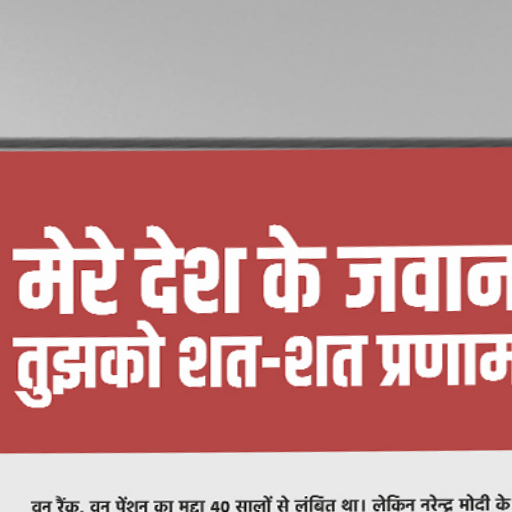 मेरे देश के जवान
तुझको शत-शत प्रणाम
वन रैंक, वन पेंशन का मुद्दा 40 सालों से लंबित था। लेकिन नरेन्द्र मोदी के